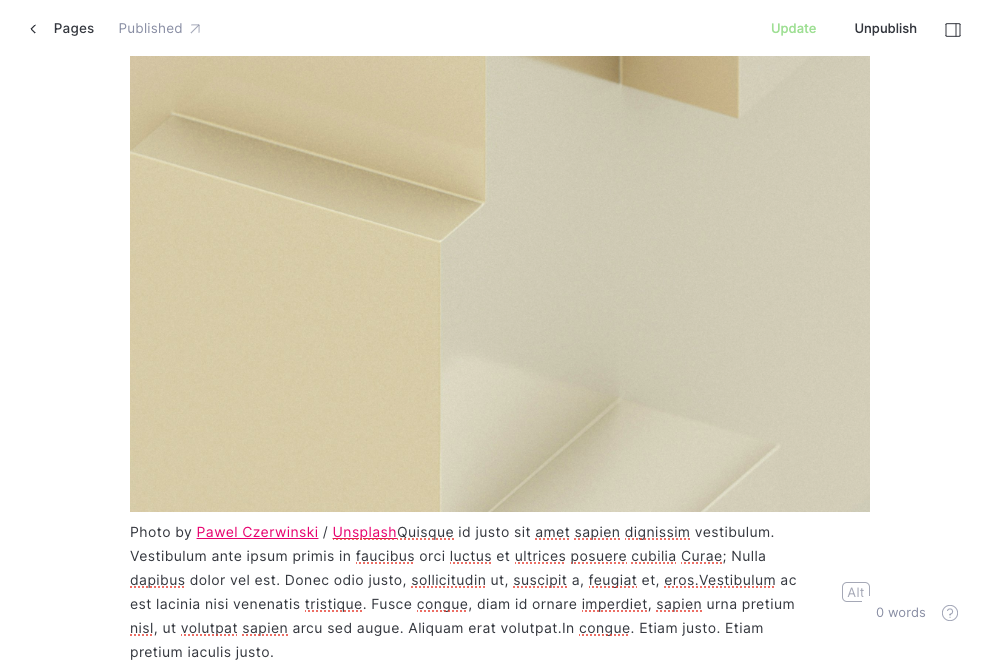 Pages Published Update Unpublish
Photo by Pawel Czerwinski / UnsplashQuisque id justo sit amet sapien dignissim vestibulum.
Vestibulum ante ipsum primis in faucibus orci luctus et ultrices posuere cubilia Curae; Nulla
dapibus dolor vel est. Donec odio justo, sollicitudin ut, suscipit a, feugiat et, eros.Vestibulum ac
est lacinia nisi venenatis tristique. Fusce congue, diam id ornare imperdiet, sapien urna pretium
nisl, ut volutpat sapien arcu sed augue. Aliquam erat volutpat.In congue. Etiam justo. Etiam
pretium iaculis justo.
Alt
0 words